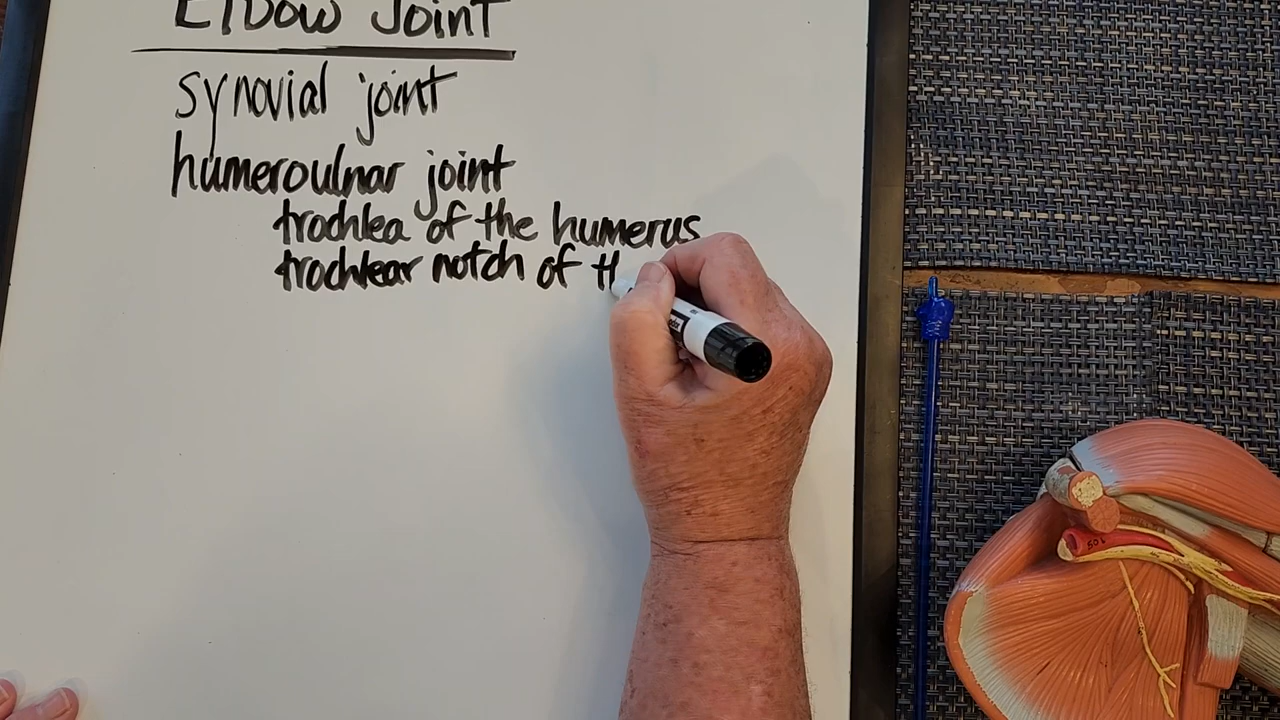 Elbow Joint
synovial joint
humeroulnar joint
trochlea of the humerus
trochlear notch of th